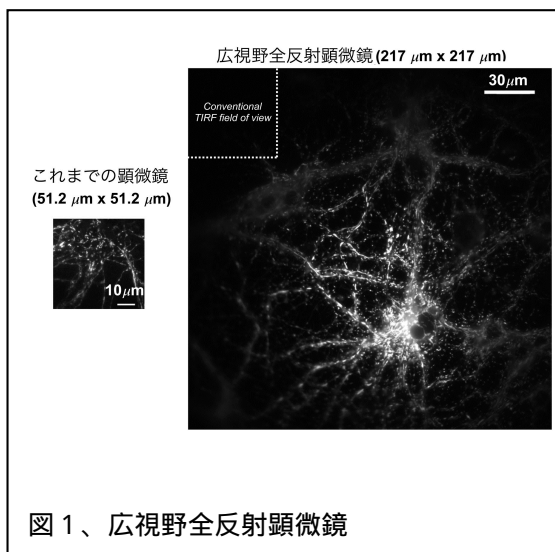 広視野全反射顕微鏡 (217 μm x 217 μm)
30μm
Conventional
TIRF field of view
これまでの顕微鏡
(51.2 μm x 51.2 μm)
10μm
図1、広視野全反射顕微鏡